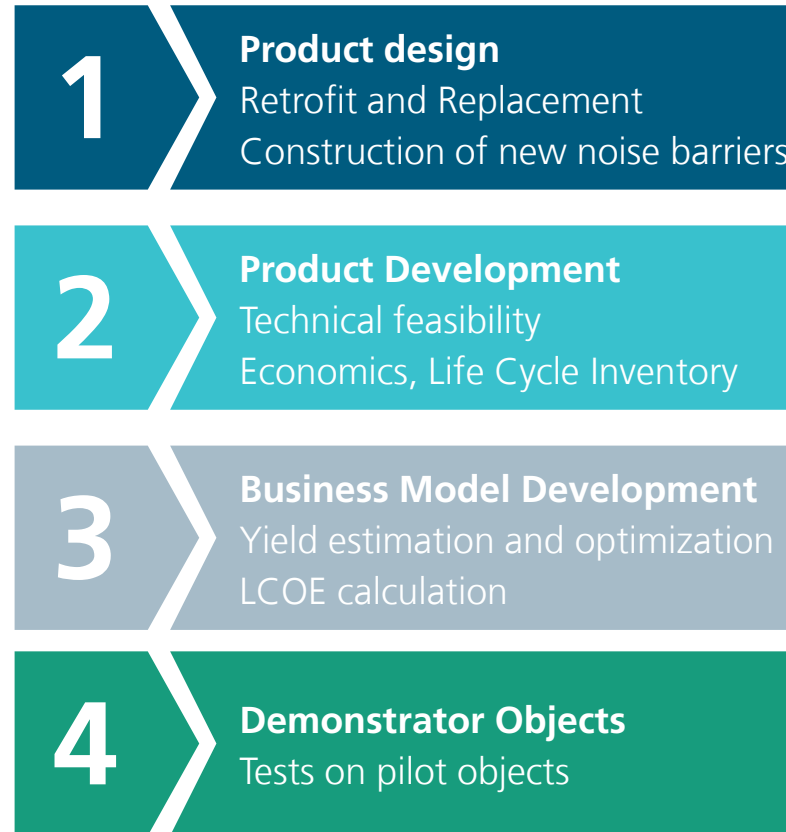 1
Product design
Retrofit and Replacement
Construction of new noise barriers
2
Product Development
Technical feasibility
Economics, Life Cycle Inventory
3
Business Model Development
Yield estimation and optimization
LCOE calculation
4
Demonstrator Objects
Tests on pilot objects